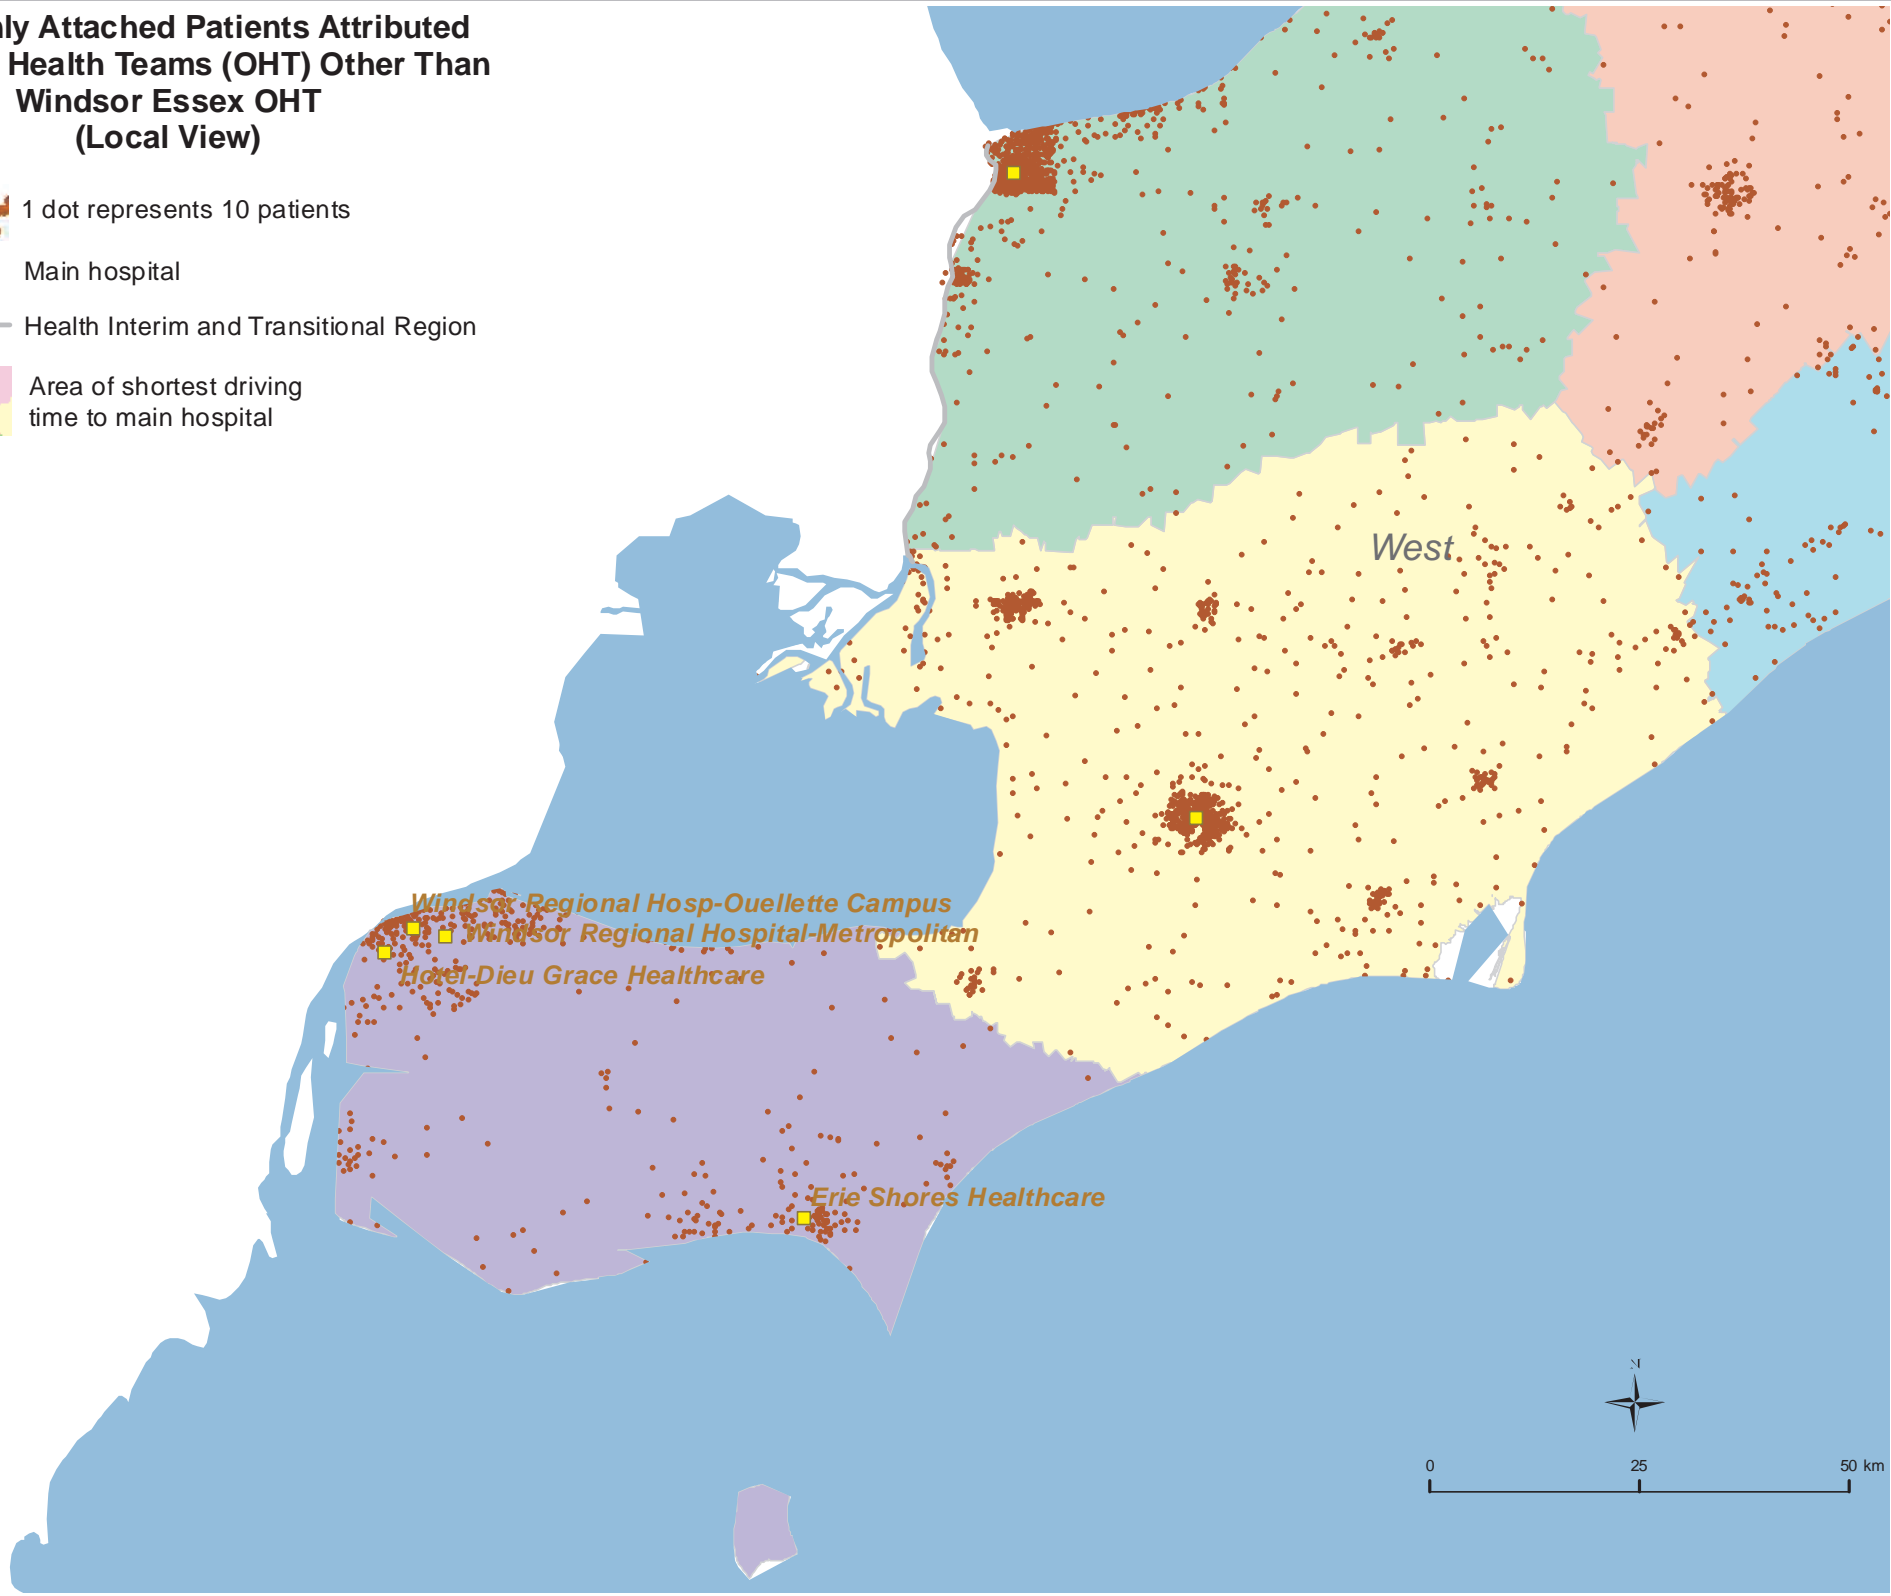 ly Attached Patients Attributed
Health Teams (OHT) Other Than
Windsor Essex OHT
(Local View)
1 dot represents 10 patients
Main hospital
Health Interim and Transitional Region
Area of shortest driving
time to main hospital
West
Windsor Regional Hosp-Ouellette Campus
Windsor Regional Hospital-Metropolitan
Hotel-Dieu Grace Healthcare
Erie Shores Healthcare
N
0 25 50 km